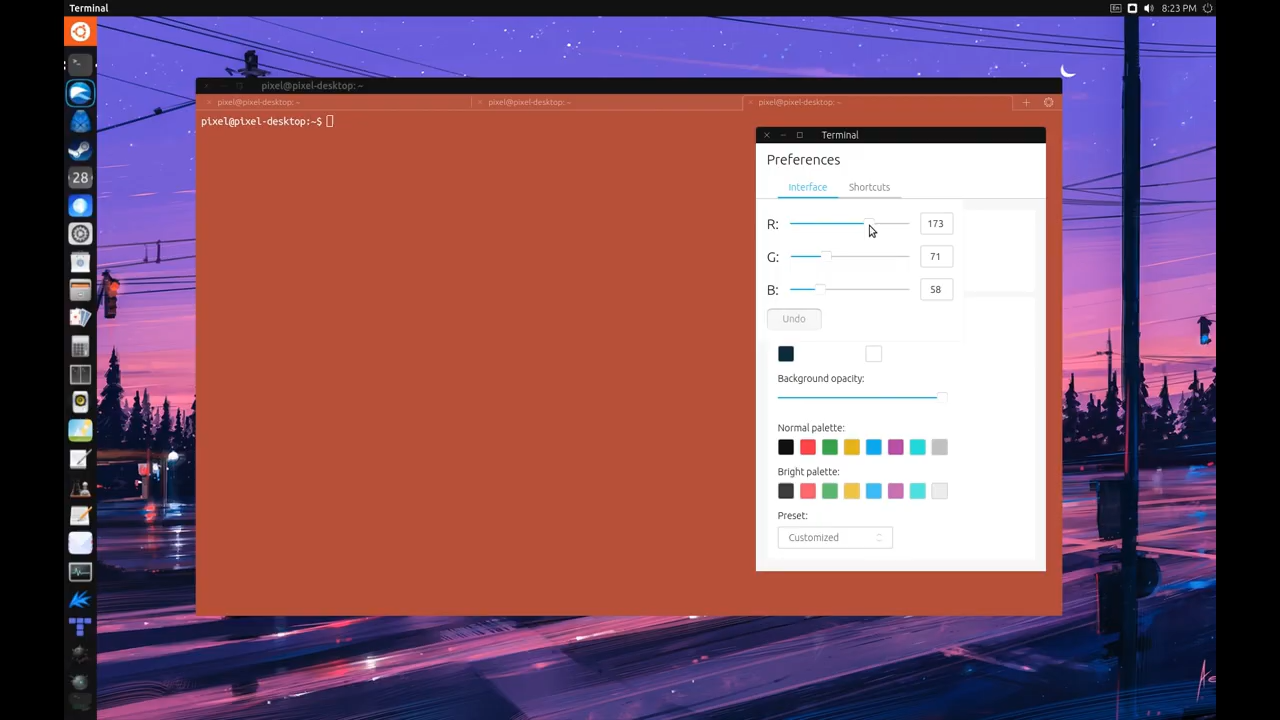 Terminal
En 8:23 PM
pixel@pixel-desktop: ~
pixel@pixel-desktop: ~ pixel@pixel-desktop: ~ pixel@pixel-desktop: ~
pixel@pixel-desktop:~$
Terminal
Preferences
Interface Shortcuts
R: 173
G: 71
B: 58
Undo
Background opacity:
Normal palette:
Bright palette:
Preset:
Customized
28